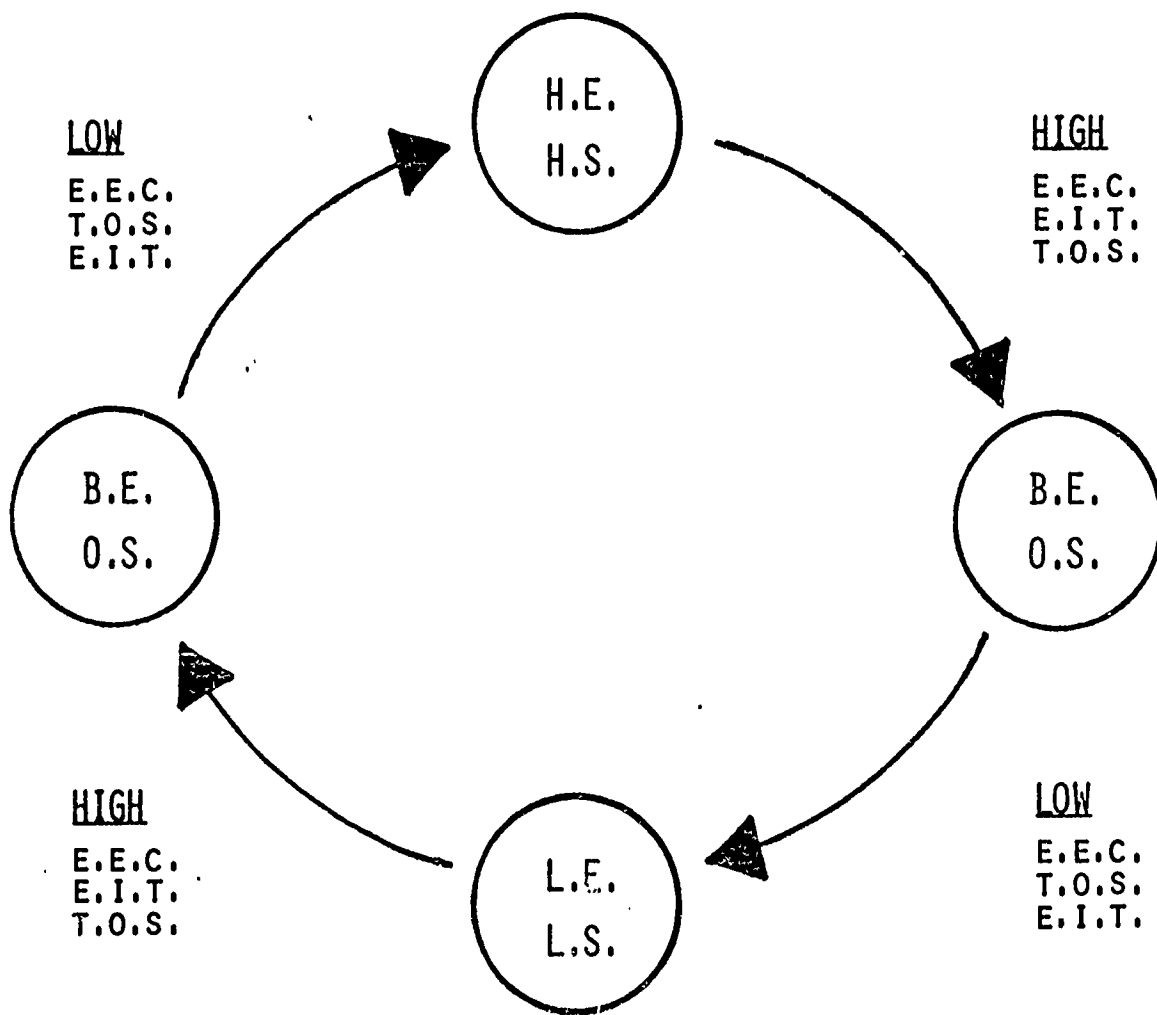 H.E.
H.S.
LOW
E.E.C.
T.O.S.
E.I.T.
HIGH
E.E.C.
E.I.T.
T.O.S.
B.E.
O.S.
B.E.
O.S.
HIGH
E.E.C.
E.I.T.
T.O.S.
L.E.
L.S.
LOW
E.E.C.
T.O.S.
E.I.T.